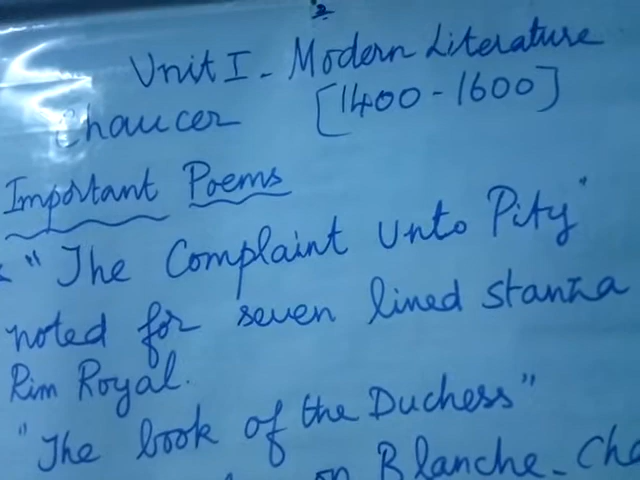 2
Unit I - Modern Literature
Chaucer [1400-1600]
Important Poems
"The Complaint Unto Pity"
noted for seven lined stanza
Rim Royal.
"The book of the Duchess"
on Blanche - Cha